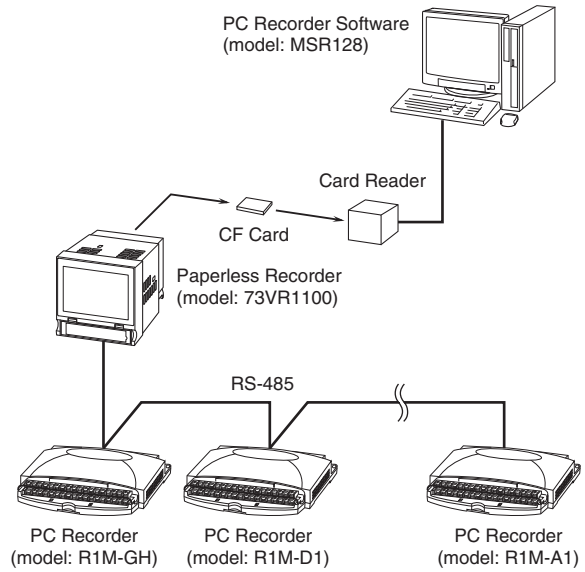 PC Recorder Software
(model: MSR128)
Card Reader
CF Card
Paperless Recorder
(model: 73VR1100)
RS-485
PC Recorder
(model: R1M-GH)
PC Recorder
(model: R1M-D1)
PC Recorder
(model: R1M-A1)